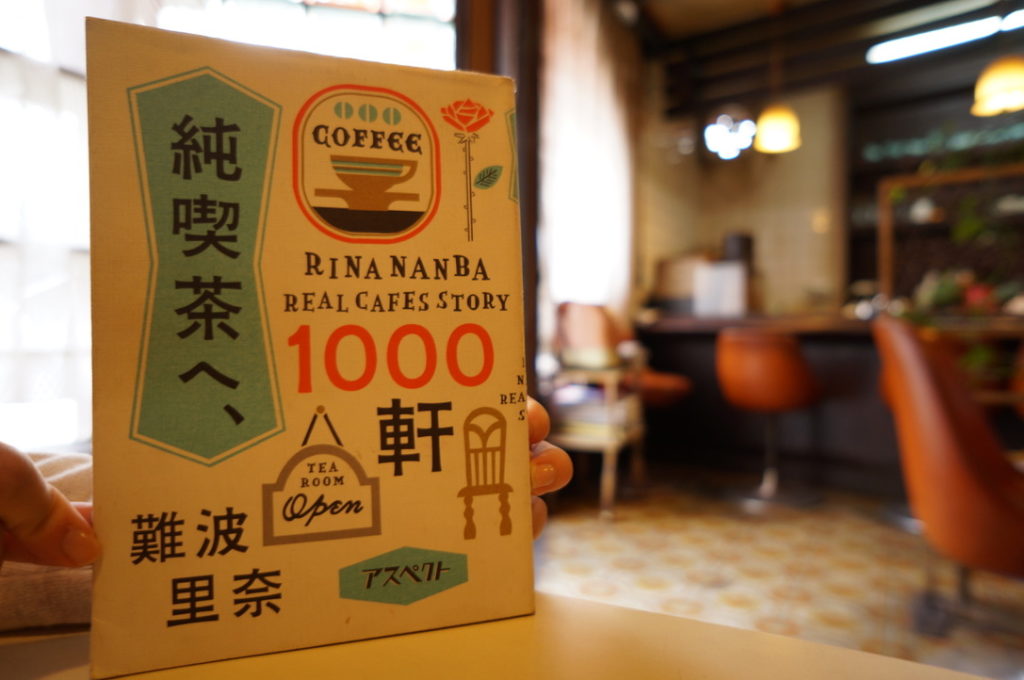 純喫茶へ、
COFFEE
RINA NANBA
REAL CAFES STORY
1000
軒
TEA
ROOM
Open
難波
里奈
アスペクト